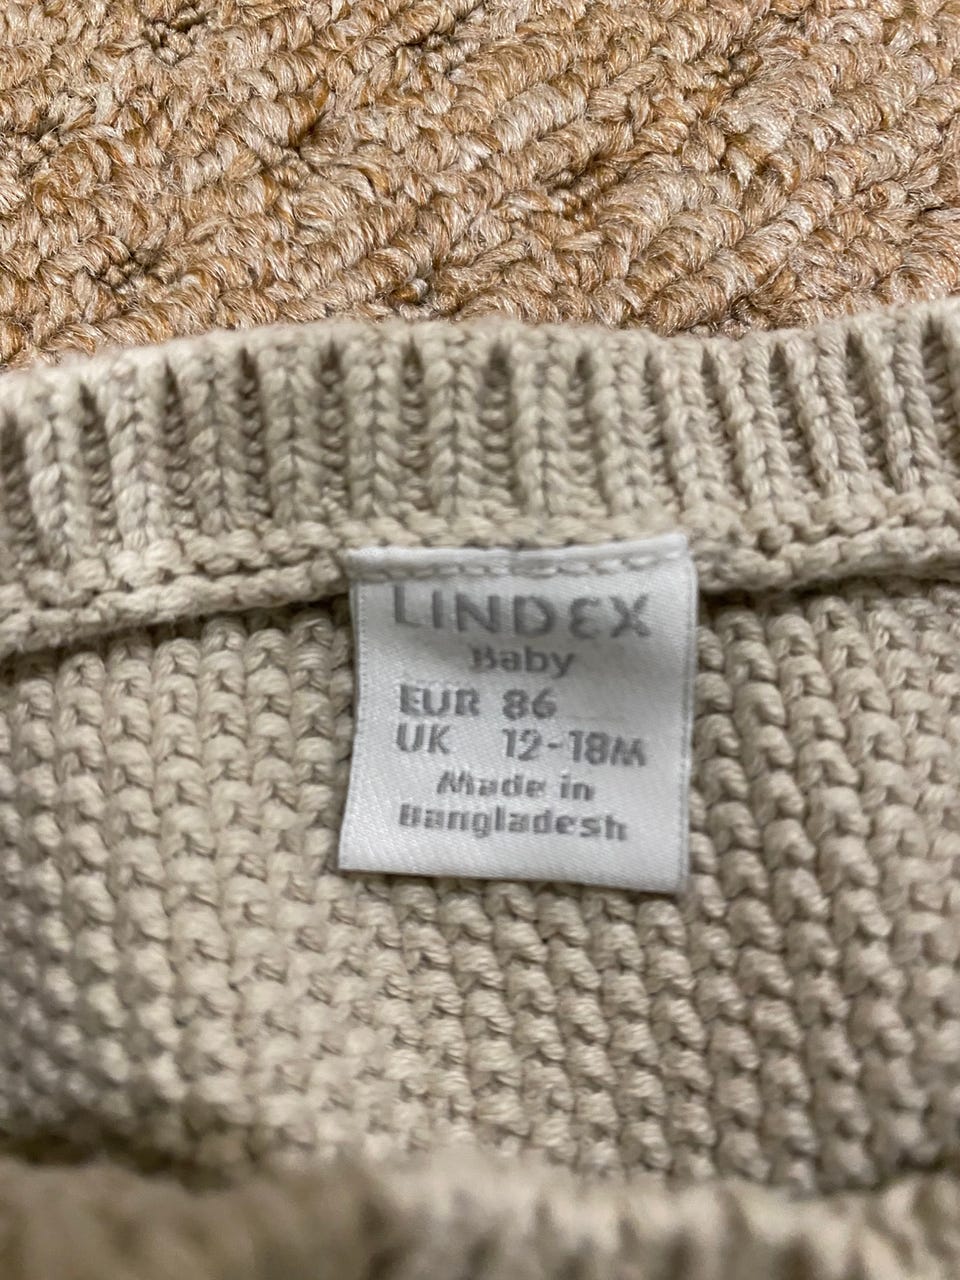 LINDEX
Baby
EUR 86
UK 12-18M
Made in
Bangladesh